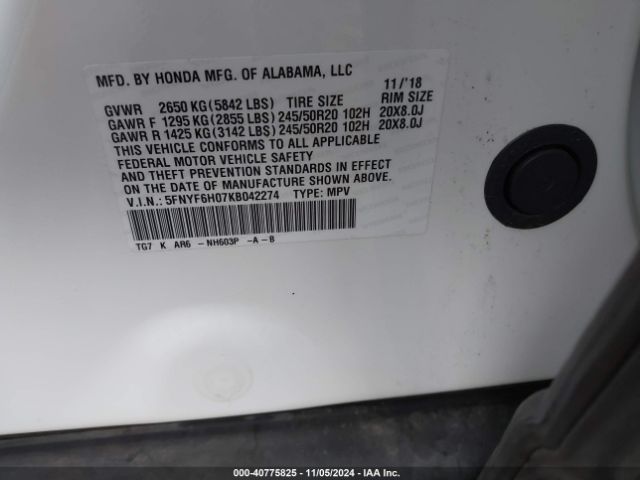 MFD. BY HONDA MFG. OF ALABAMA, LLC 11/'18
GVWR 2650 KG(5842 LBS) TIRE SIZE RIM SIZE
GAWR F 1295 KG(2855 LBS)245/50R20 102H 20X8.0J
GAWR R 1425 KG(3142 LBS)245/50R20 102H 20X8.0J
THIS VEHICLE CONFORMS TO ALL APPLICABLE
FEDERAL MOTOR VEHICLE SAFETY
AND THEFT PREVENTION STANDARDS IN EFFECT
ON THE DATE OF MANUFACTURE SHOWN ABOVE.
V.I.N.: 5FNYF6H07KB042274 TYPE: MPV
TG7 K AR6 -NH603P -A-B
000-40775825 - 11/05/2024 - IAA Inc.